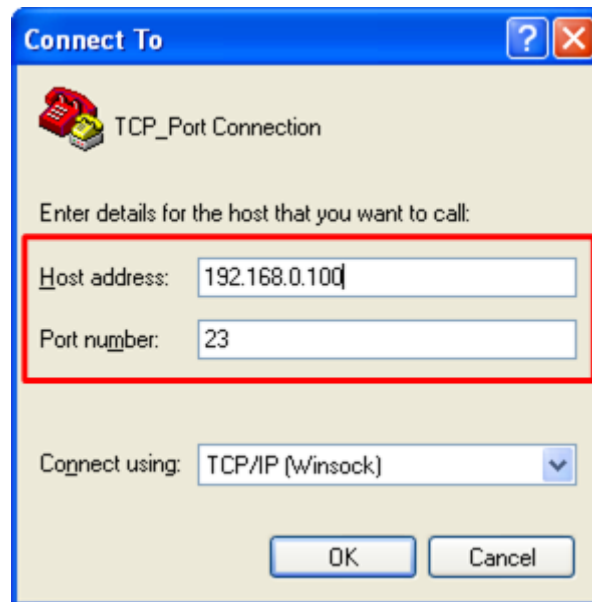 Connect To
TCP_Port Connection
Enter details for the host that you want to call:
Host address: 192.168.0.100
Port number: 23
Connect using: TCP/IP (Winsock)
OK Cancel